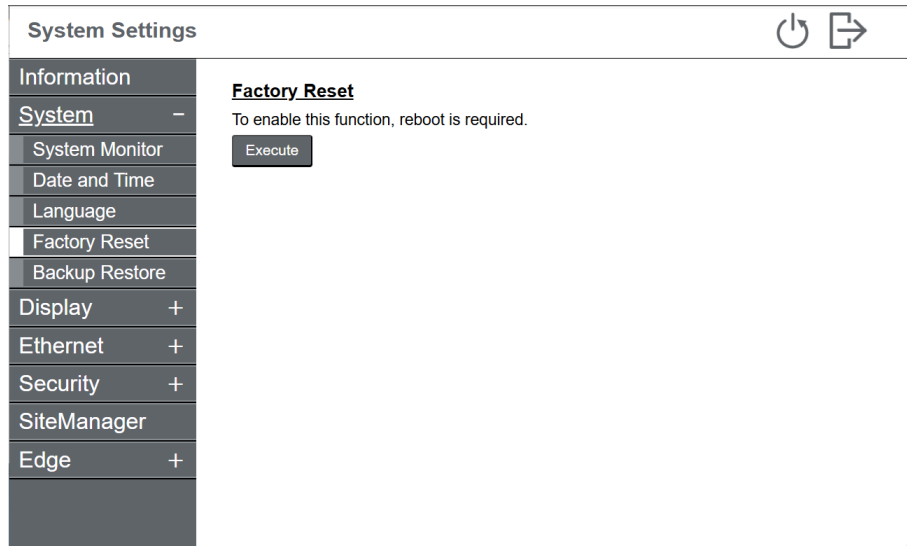 System Settings
Information
System −
System Monitor
Date and Time
Language
Factory Reset
Backup Restore
Display +
Ethernet +
Security +
SiteManager
Edge +
Factory Reset
To enable this function, reboot is required.
Execute